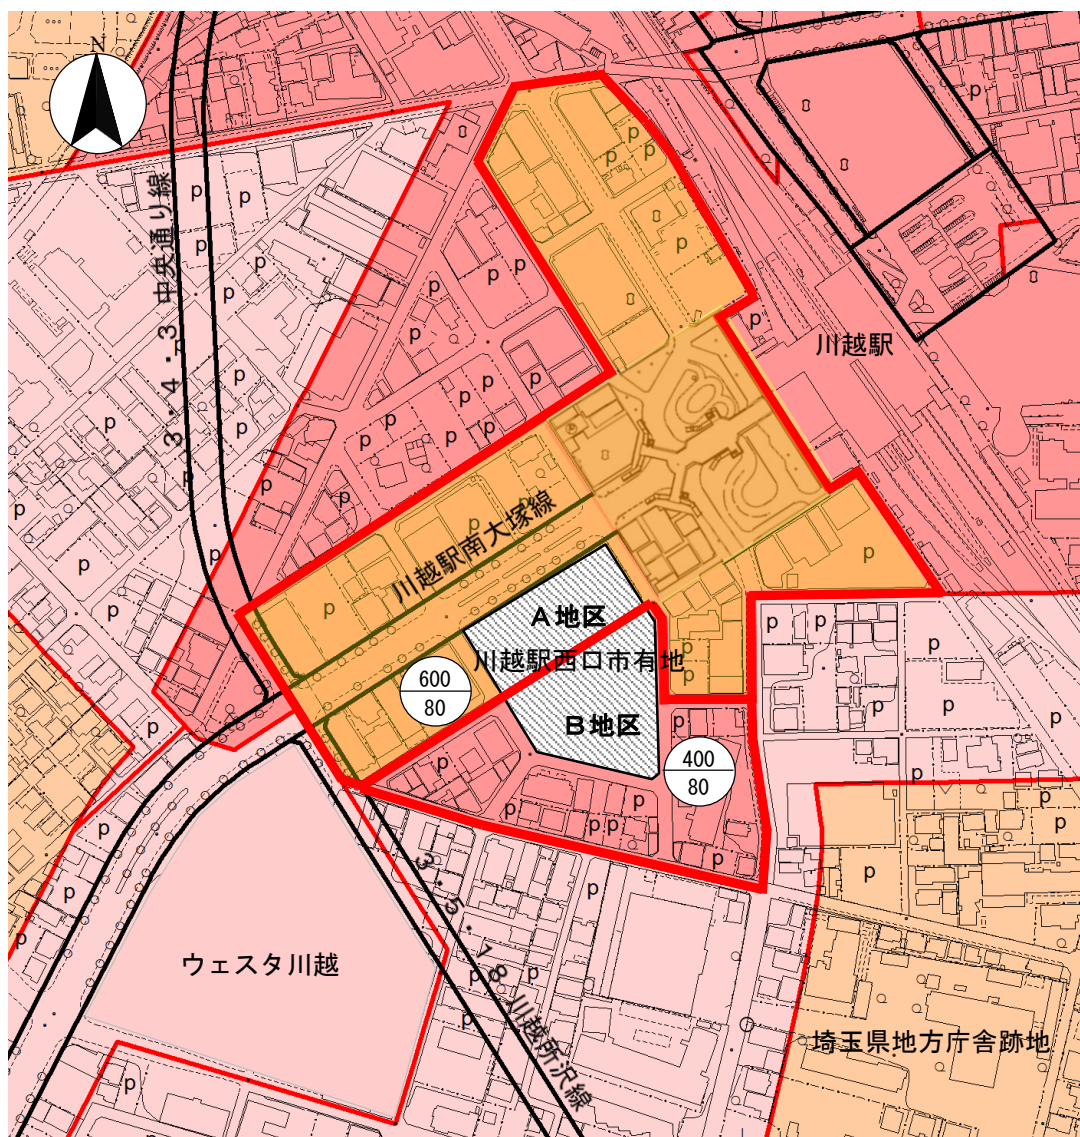 N
3・4・3 中央通り線
川越駅
川越駅南大塚線
A地区
川越駅西口市有地
600
80
B地区
400
80
3・5・18 川越所沢線
ウェスタ川越
埼玉県地方庁舎跡地